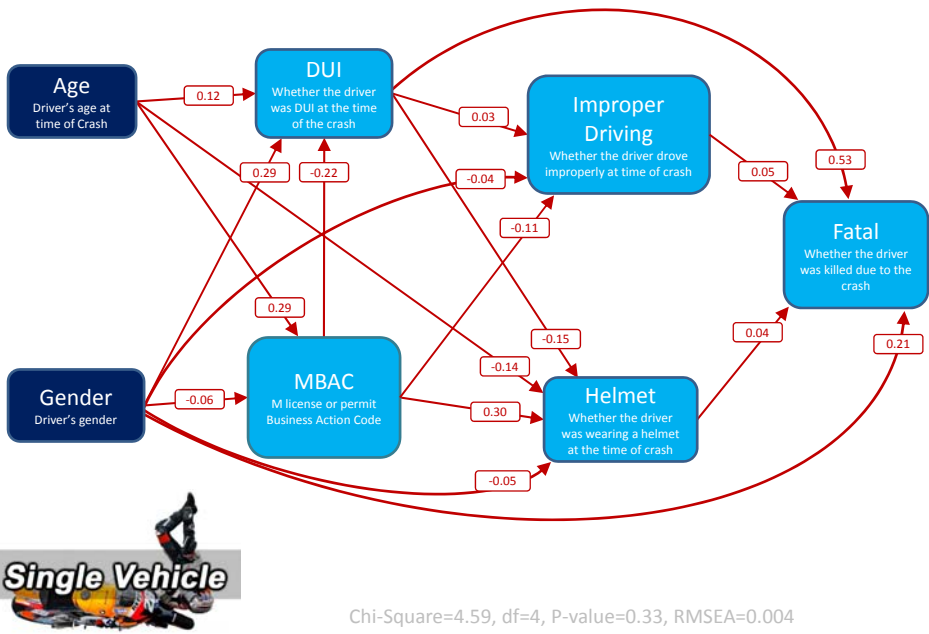 Age
Driver's age at
time of Crash
DUI
Whether the driver
was DUI at the time
of the crash
Improper
Driving
Whether the driver drove
improperly at time of crash
Fatal
Whether the driver
was killed due to the
crash
Gender
Driver's gender
MBAC
M license or permit
Business Action Code
Helmet
Whether the driver
was wearing a helmet
at the time of crash
0.12
0.03
0.53
0.29
-0.22
-0.04
0.05
-0.11
0.29
-0.15
0.04
0.21
-0.14
-0.06
0.30
-0.05
Single Vehicle
Chi-Square=4.59, df=4, P-value=0.33, RMSEA=0.004